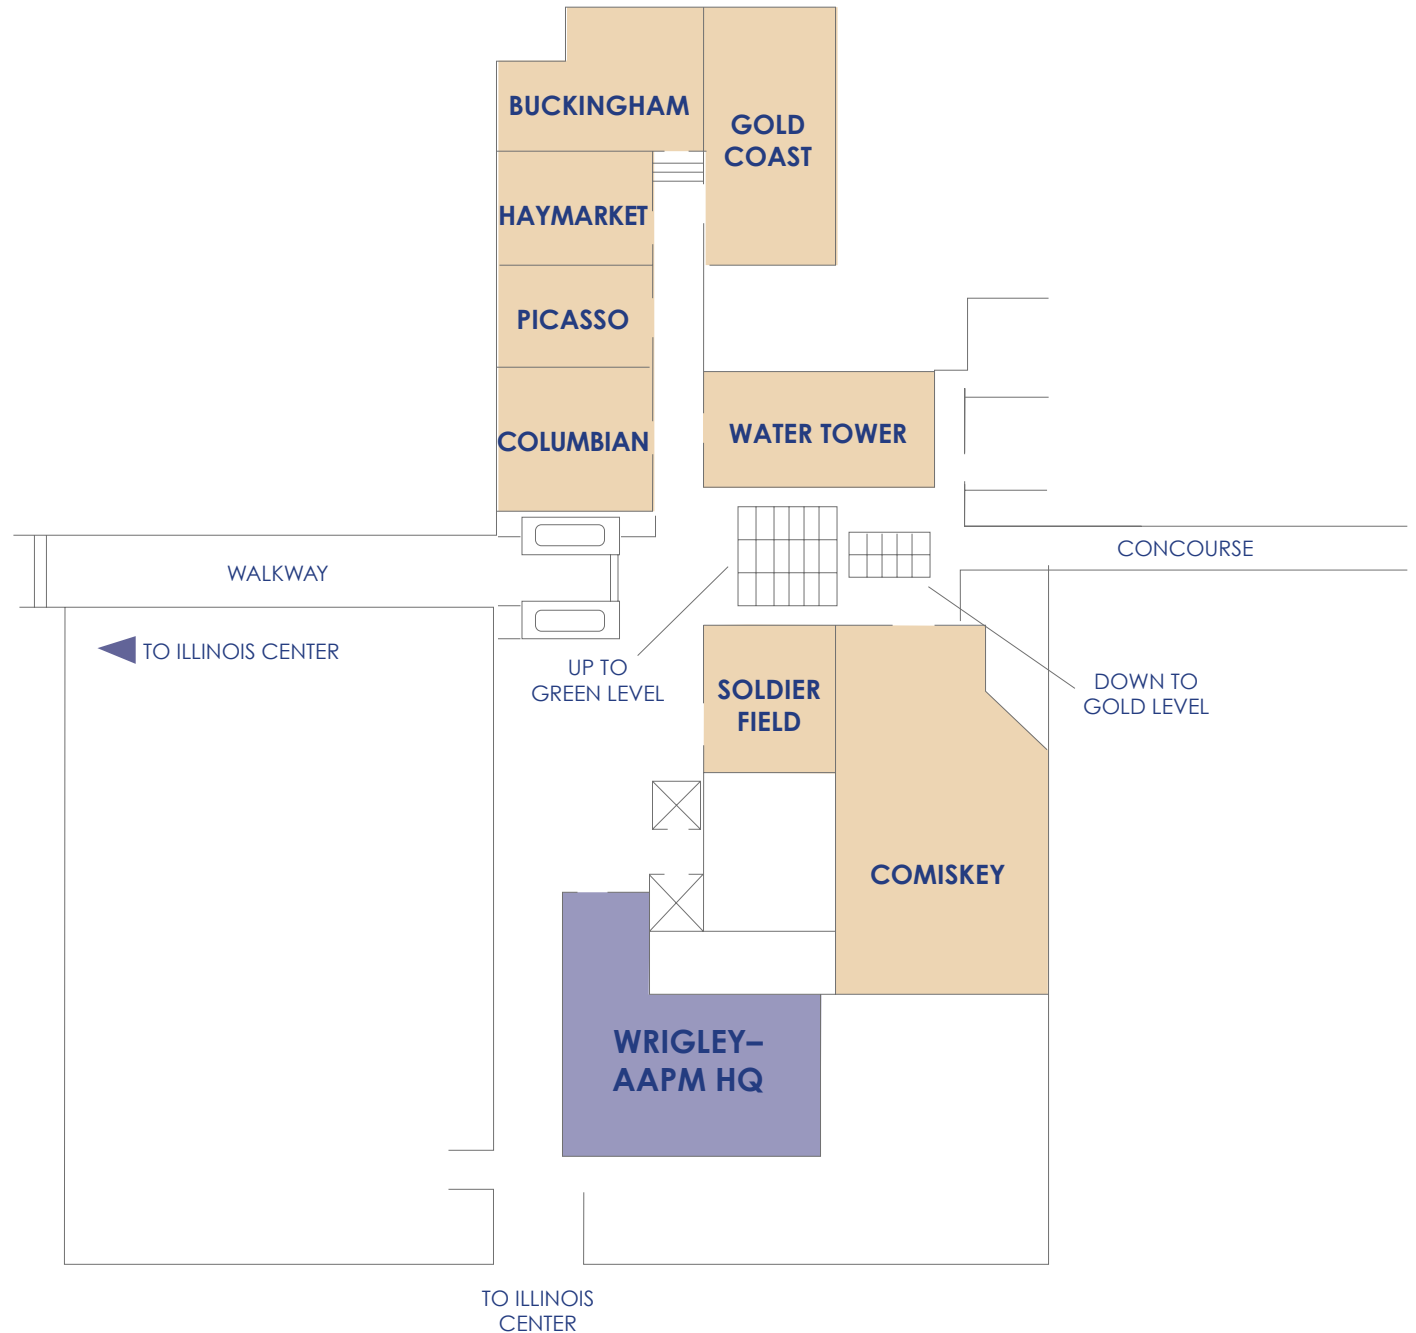 BUCKINGHAM
GOLD
COAST
HAYMARKET
PICASSO
COLUMBIAN
WATER TOWER
CONCOURSE
WALKWAY
TO ILLINOIS CENTER
UP TO
GREEN LEVEL
SOLDIER
FIELD
DOWN TO
GOLD LEVEL
COMISKEY
WRIGLEY–
AAPM HQ
TO ILLINOIS
CENTER